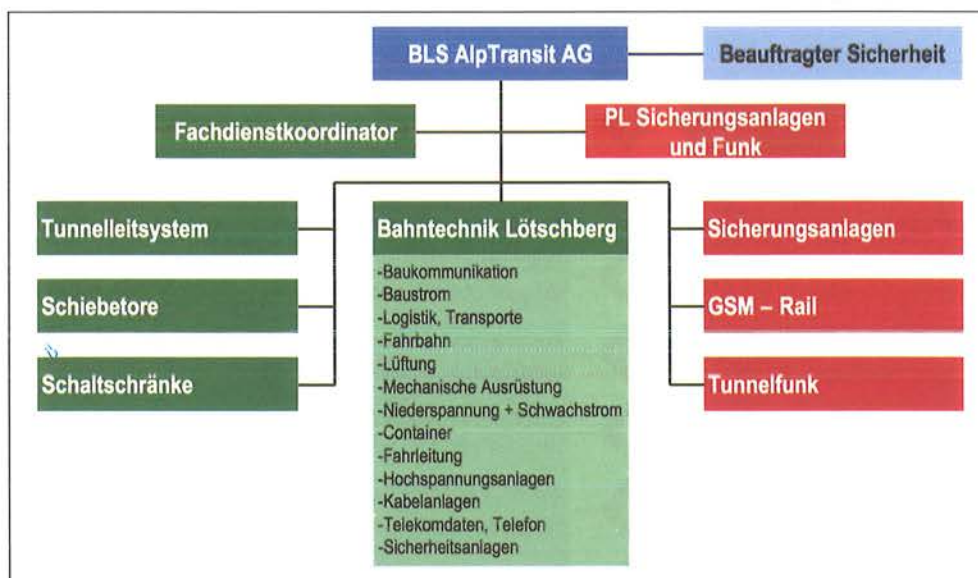 BLS AlpTransit AG
Beauftragter Sicherheit
Fachdienstkoordinator
PL Sicherungsanlagen
und Funk
Tunnelleitsystem
Schiebetore
Schaltschränke
Bahntechnik Lötschberg
-Baukommunikation
-Baustrom
-Logistik, Transporte
-Fahrbahn
-Lüftung
-Mechanische Ausrüstung
-Niederspannung + Schwachstrom
-Container
-Fahrleitung
-Hochspannungsanlagen
-Kabelanlagen
-Telekomdaten, Telefon
-Sicherheitsanlagen
Sicherungsanlagen
GSM – Rail
Tunnelfunk